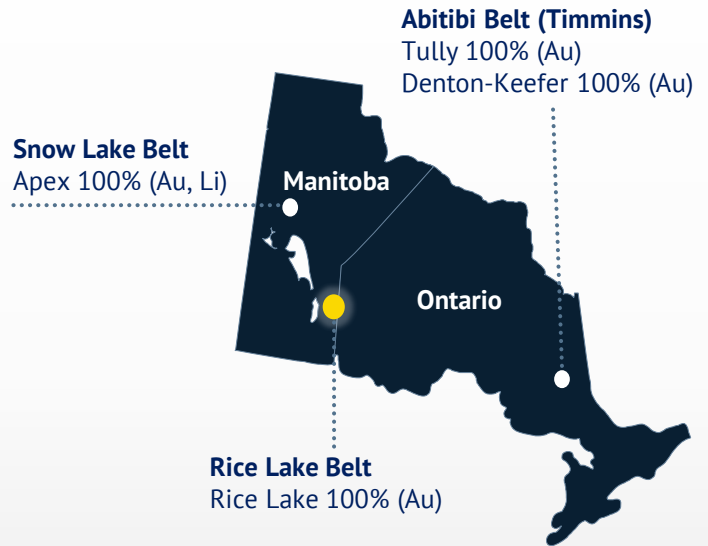 Abitibi Belt (Timmins)
Tully 100% (Au)
Denton-Keefer 100% (Au)
Snow Lake Belt
Apex 100% (Au, Li)
Manitoba
Ontario
Rice Lake Belt
Rice Lake 100% (Au)